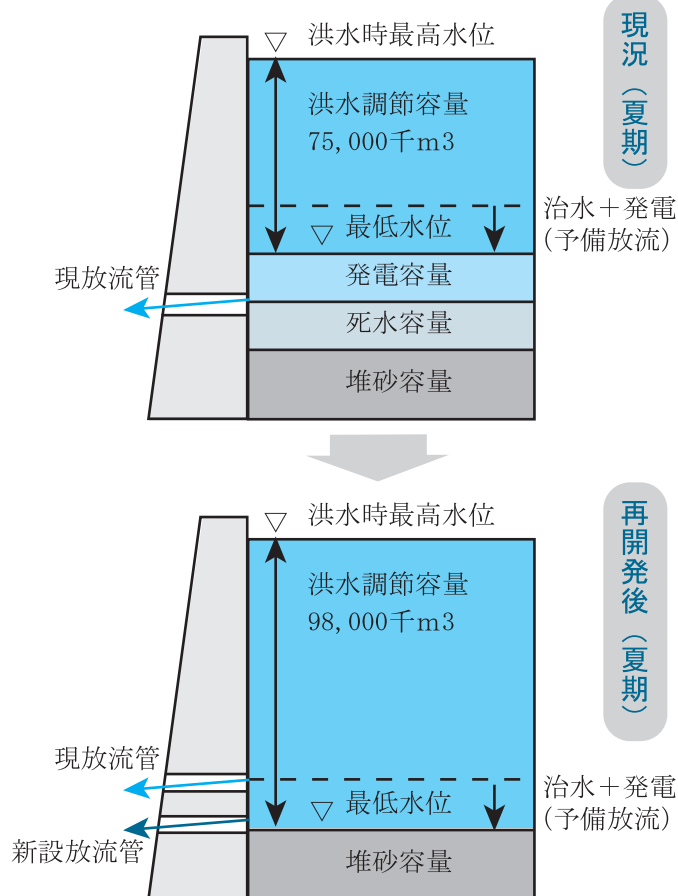 現況（夏期）
▽ 洪水時最高水位
洪水調節容量
75,000千m3
治水＋発電
（予備放流）
▽ 最低水位
発電容量
現放流管
死水容量
堆砂容量
再開発後（夏期）
▽ 洪水時最高水位
洪水調節容量
98,000千m3
現放流管
治水＋発電
（予備放流）
▽ 最低水位
新設放流管
堆砂容量